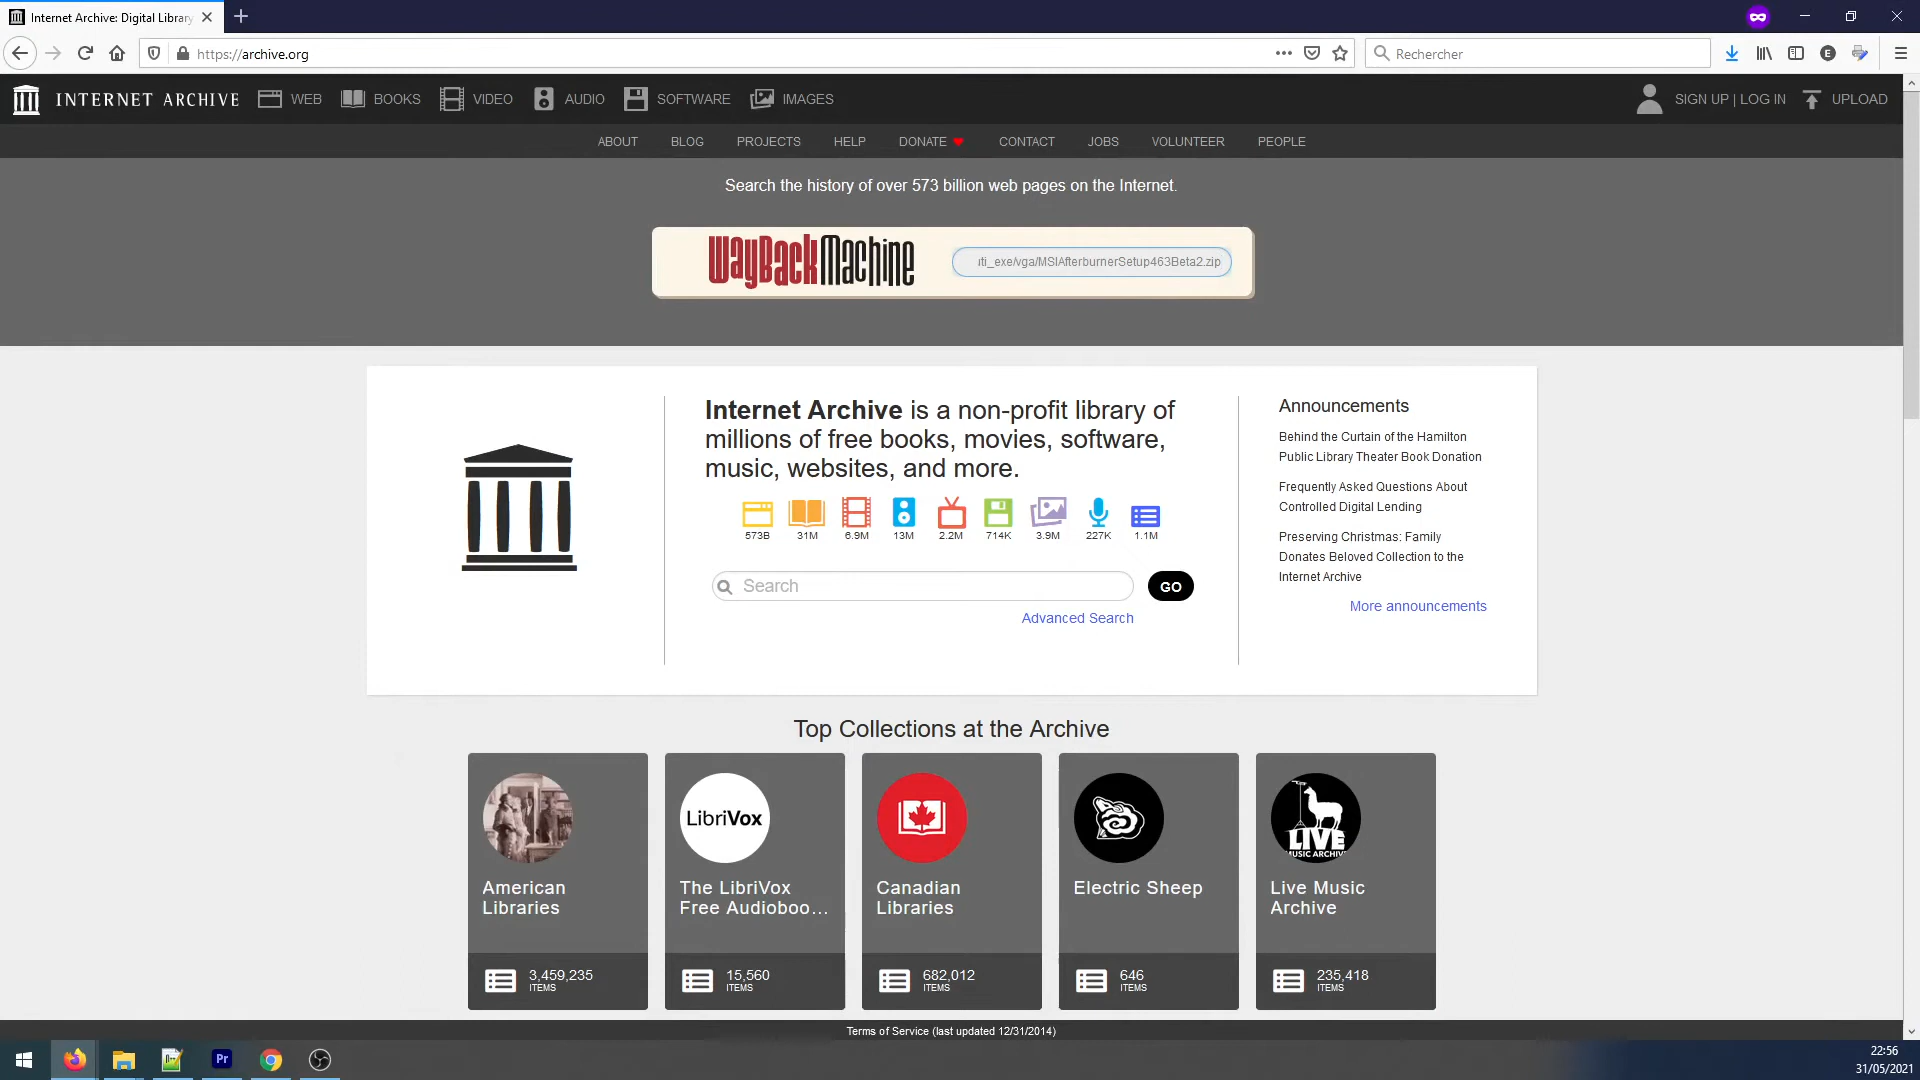 Internet Archive: Digital Library
https://archive.org
Rechercher
INTERNET ARCHIVE
WEB
BOOKS
VIDEO
AUDIO
SOFTWARE
IMAGES
SIGN UP | LOG IN
UPLOAD
ABOUT
BLOG
PROJECTS
HELP
DONATE
CONTACT
JOBS
VOLUNTEER
PEOPLE
Search the history of over 573 billion web pages on the Internet.
WayBackMachine
iti_exe/vga/MSIAfterburnerSetup463Beta2.zip
Internet Archive is a non-profit library of
millions of free books, movies, software,
music, websites, and more.
573B
31M
6.9M
13M
2.2M
714K
3.9M
227K
1.1M
Search
GO
Advanced Search
Announcements
Behind the Curtain of the Hamilton
Public Library Theater Book Donation
Frequently Asked Questions About
Controlled Digital Lending
Preserving Christmas: Family
Donates Beloved Collection to the
Internet Archive
More announcements
Top Collections at the Archive
American
Libraries
3,459,235
ITEMS
LibriVox
The LibriVox
Free Audioboo...
15,560
ITEMS
Canadian
Libraries
682,012
ITEMS
Electric Sheep
646
ITEMS
LIVE
MUSIC ARCHIVE
Live Music
Archive
235,418
ITEMS
Terms of Service (last updated 12/31/2014)
Pr
22:56
31/05/2021